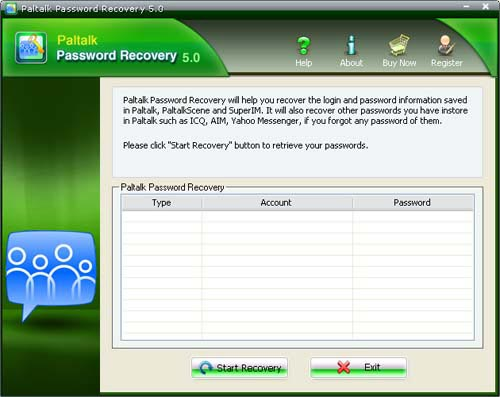 Paltalk Password Recovery 5.0
Paltalk
Password Recovery 5.0
Help
About
Buy Now
Register
Paltalk Password Recovery will help you recover the login and password information saved
in Paltalk, PaltalkScene and SuperIM. It will also recover other passwords you have instore
in Paltalk such as ICQ, AIM, Yahoo Messenger, if you forgot any password of them.
Please click "Start Recovery" button to retrieve your passwords.
Paltalk Password Recovery
Type Account Password
Start Recovery
Exit